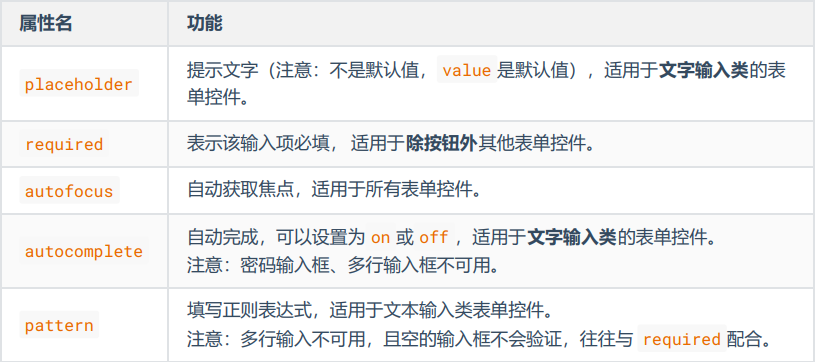 属性名 功能
placeholder 提示文字（注意：不是默认值，value是默认值），适用于文字输入类的表
单控件。
required 表示该输入项必填，适用于除按钮外其他表单控件。
autofocus 自动获取焦点，适用于所有表单控件。
autocomplete 自动完成，可以设置为 on 或 off ，适用于文字输入类的表单控件。
注意：密码输入框、多行输入框不可用。
pattern 填写正则表达式，适用于文本输入类表单控件。
注意：多行输入不可用，且空的输入框不会验证，往往与 required 配合。